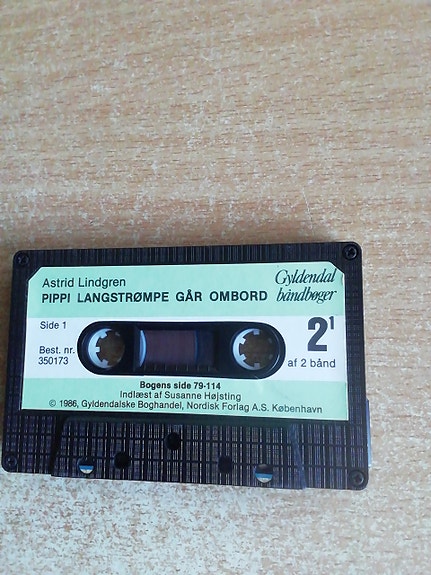 Astrid Lindgren
PIPPI LANGSTRØMPE GÅR OMBORD
Gyldendal
båndbøger
Side 1
Best. nr.
350173
2¹
af 2 bånd
Bogens side 79-114
Indlæst af Susanne Højsting
© 1986, Gyldendalske Boghandel, Nordisk Forlag A.S. København